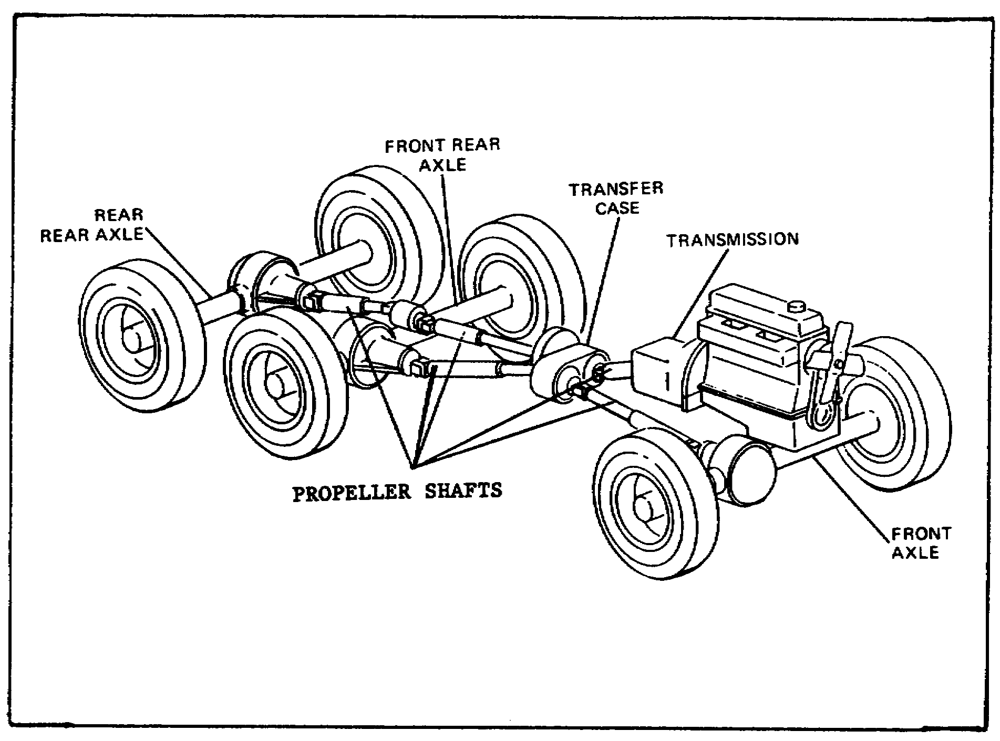 FRONT REAR
AXLE
TRANSFER
CASE
REAR
REAR AXLE
TRANSMISSION
PROPELLER SHAFTS
FRONT
AXLE